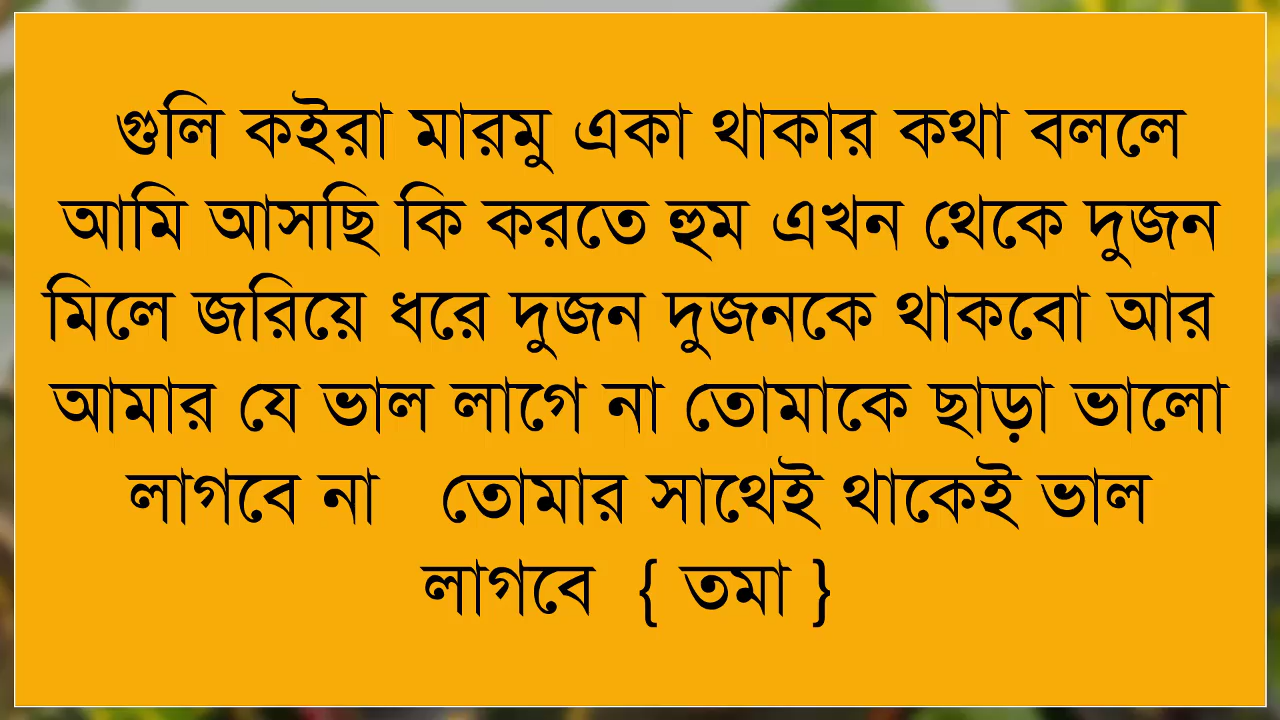 গুলি কইরা মারমু একা থাকার কথা বললে
আমি আসছি কি করতে হুম এখন থেকে দুজন
মিলে জরিয়ে ধরে দুজন দুজনকে থাকবো আর
আমার যে ভাল লাগে না তোমাকে ছাড়া ভালো
লাগবে না তোমার সাথেই থাকেই ভাল
লাগবে { তমা }